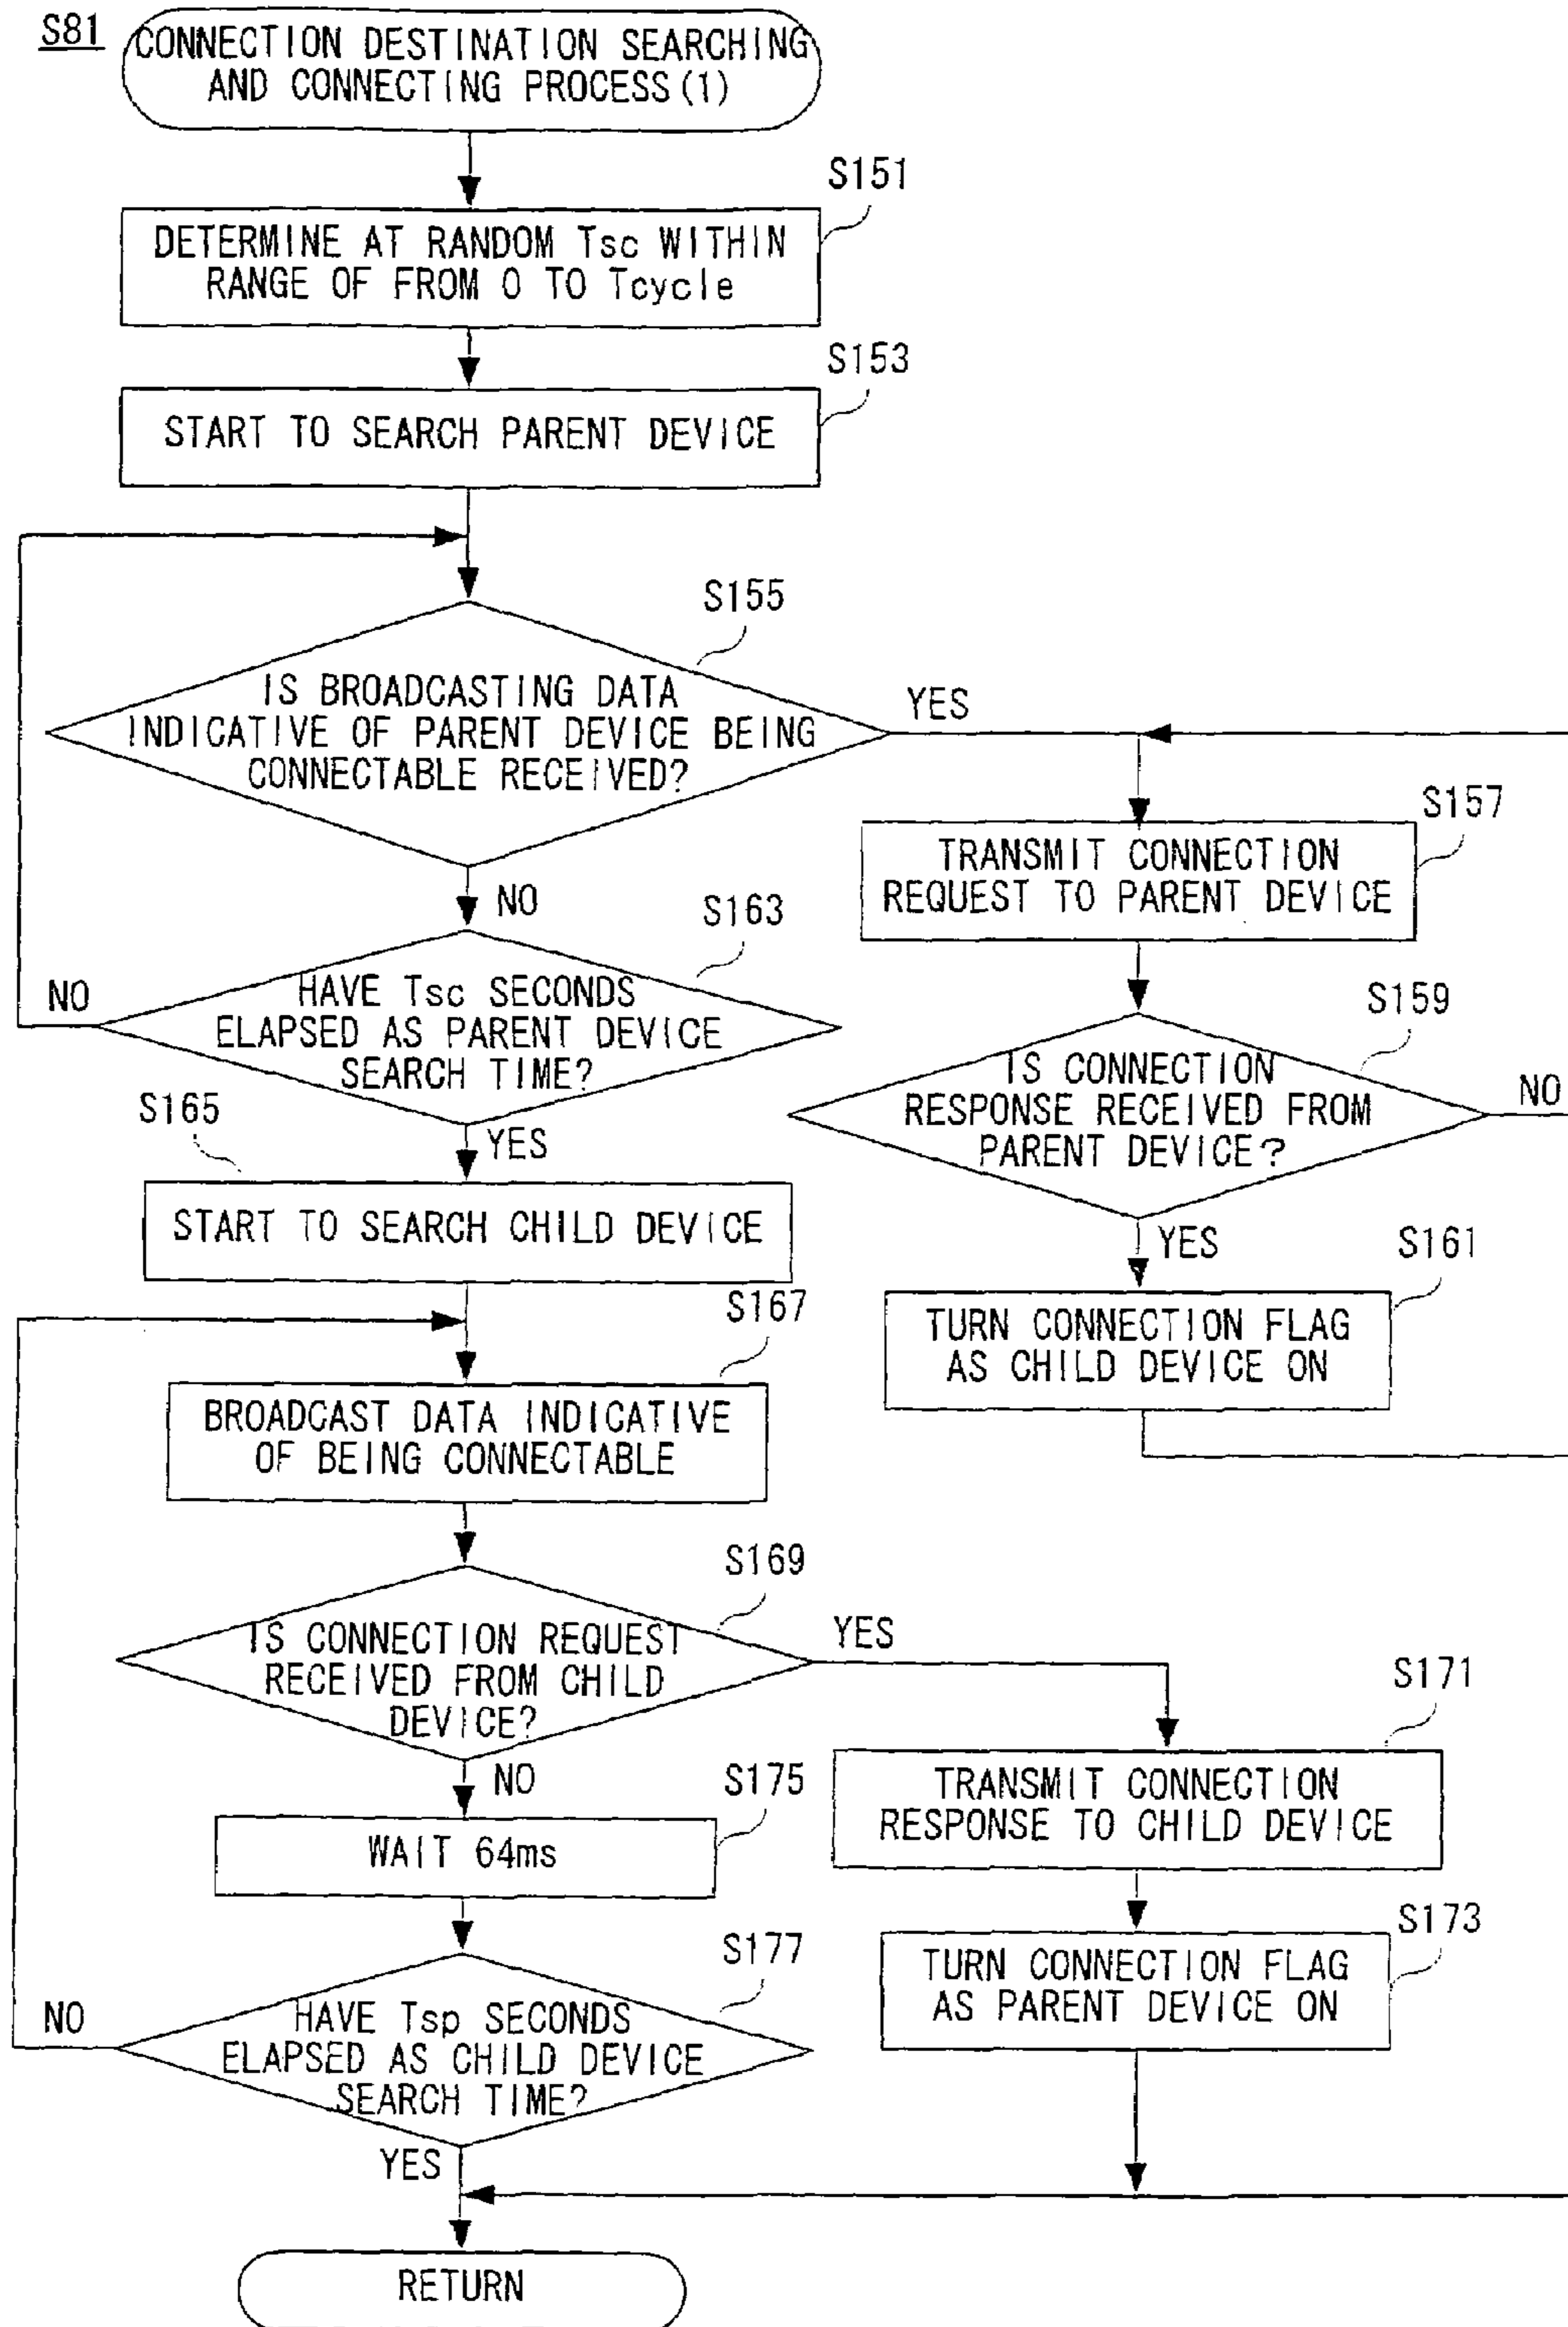 S81
CONNECTION DESTINATION SEARCHING
AND CONNECTING PROCESS(1)
S151
DETERMINE AT RANDOM Tsc WITHIN
RANGE OF FROM 0 TO Tcycle
S153
START TO SEARCH PARENT DEVICE
S155
IS BROADCASTING DATA
INDICATIVE OF PARENT DEVICE BEING
CONNECTABLE RECEIVED?
YES
S157
TRANSMIT CONNECTION
REQUEST TO PARENT DEVICE
NO
S163
HAVE Tsc SECONDS
ELAPSED AS PARENT DEVICE
SEARCH TIME?
NO
S159
IS CONNECTION
RESPONSE RECEIVED FROM
PARENT DEVICE?
NO
S165
YES
START TO SEARCH CHILD DEVICE
YES
S161
TURN CONNECTION FLAG
AS CHILD DEVICE ON
S167
BROADCAST DATA INDICATIVE
OF BEING CONNECTABLE
S169
IS CONNECTION REQUEST
RECEIVED FROM CHILD
DEVICE?
YES
S171
TRANSMIT CONNECTION
RESPONSE TO CHILD DEVICE
NO
S175
WAIT 64ms
S173
TURN CONNECTION FLAG
AS PARENT DEVICE ON
S177
HAVE Tsp SECONDS
ELAPSED AS CHILD DEVICE
SEARCH TIME?
NO
YES
RETURN